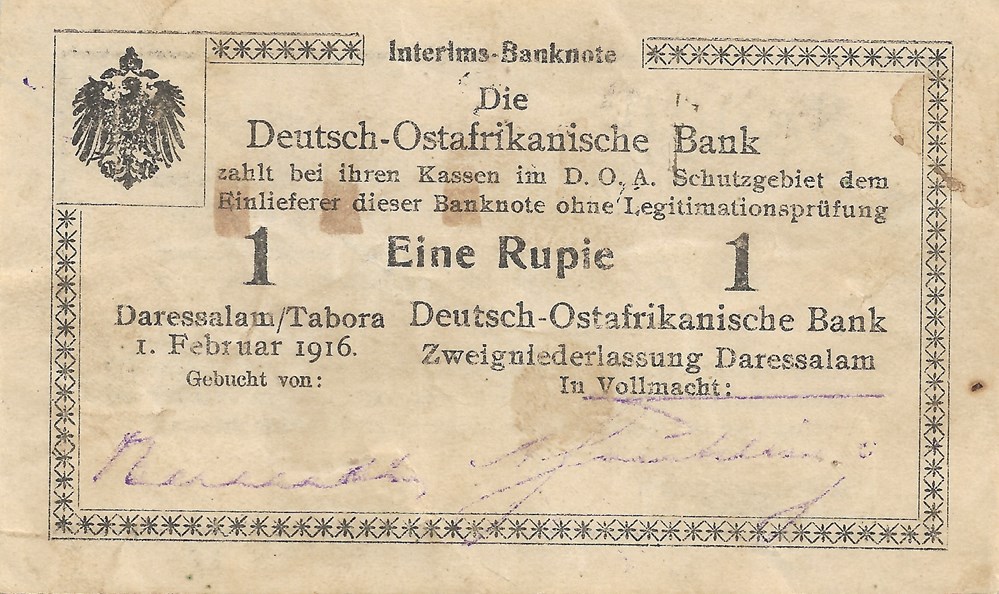 Interims-Banknote
Die
Deutsch-Ostafrikanische Bank
zahlt bei ihren Kassen im D. O. A. Schutzgebiet dem
Einlieferer dieser Banknote ohne Legitimationsprüfung
1 Eine Rupie 1
Daressalam/Tabora
1. Februar 1916.
Gebucht von:
Deutsch-Ostafrikanische Bank
Zweigniederlassung Daressalam
In Vollmacht: